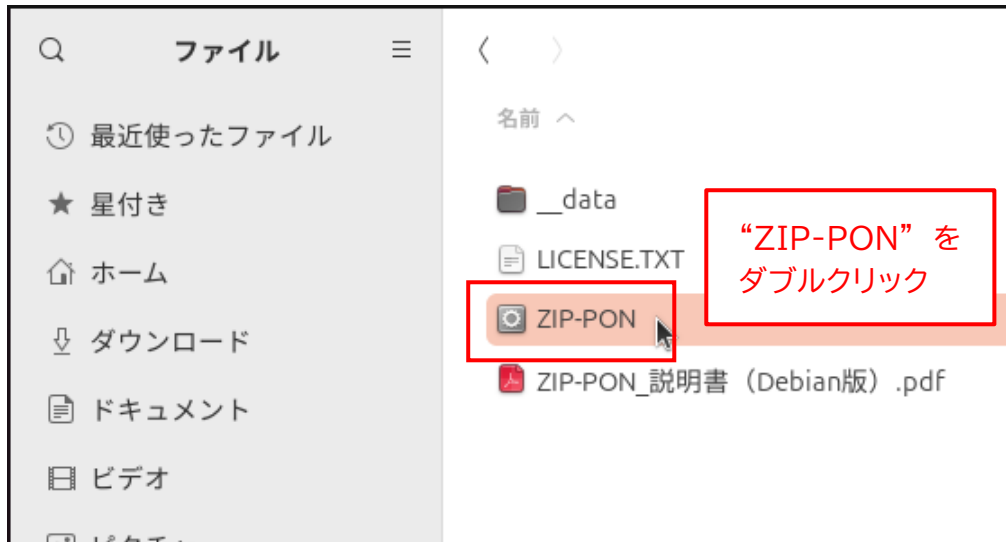 ファイル
最近使ったファイル
星付き
ホーム
ダウンロード
ドキュメント
ビデオ
名前
__data
LICENSE.TXT
ZIP-PON
ZIP-PON_説明書（Debian版）.pdf
“ZIP-PON” を
ダブルクリック